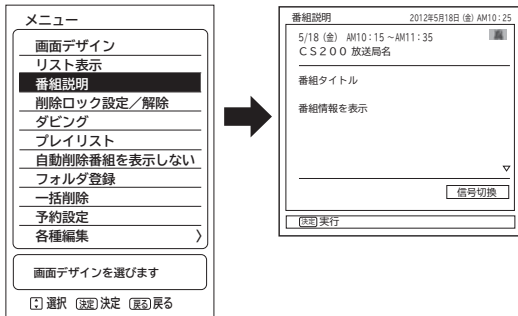 メニュー
画面デザイン
リスト表示
番組説明
削除ロック設定／解除
ダビング
プレイリスト
自動削除番組を表示しない
フォルダ登録
一括削除
予約設定
各種編集 〉
画面デザインを選びます
選択 決定 決定 戻る 戻る
番組説明 2012年5月18日 (金) AM10：25
5/18 (金) AM10：15～AM11：35
ＣＳ２００ 放送局名
番組タイトル
番組情報を表示
信号切換
決定 実行